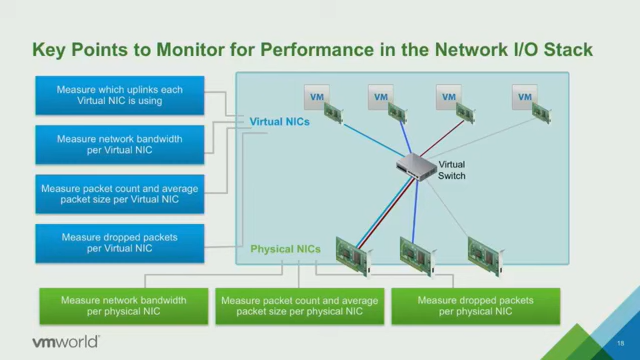 Key Points to Monitor for Performance in the Network I/O Stack
Measure which uplinks each
Virtual NIC is using
Measure network bandwidth
per Virtual NIC
Measure packet count and average
packet size per Virtual NIC
Measure dropped packets
per Virtual NIC
Virtual NICs
VM
VM
VM
VM
Virtual
Switch
Physical NICs
Measure network bandwidth
per physical NIC
Measure packet count and average
packet size per physical NIC
Measure dropped packets
per physical NIC
vmworld
18